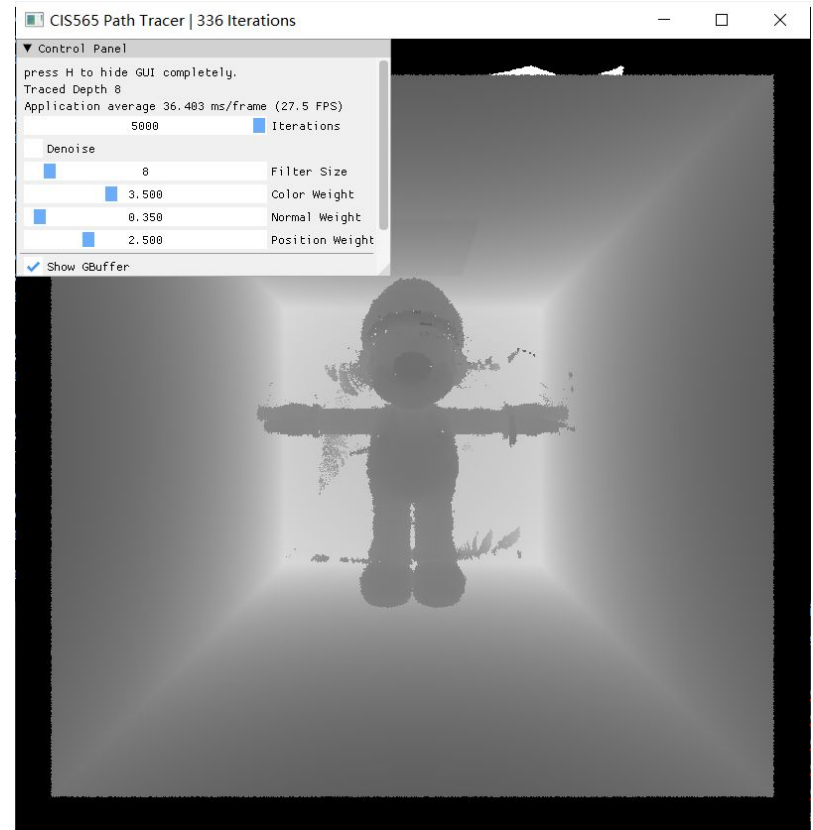 CIS565 Path Tracer | 336 Iterations
Control Panel
press H to hide GUI completely.
Traced Depth 8
Application average 36.403 ms/frame (27.5 FPS)
5000 Iterations
Denoise
8 Filter Size
3.500 Color Weight
0.350 Normal Weight
2.500 Position Weight
Show GBuffer